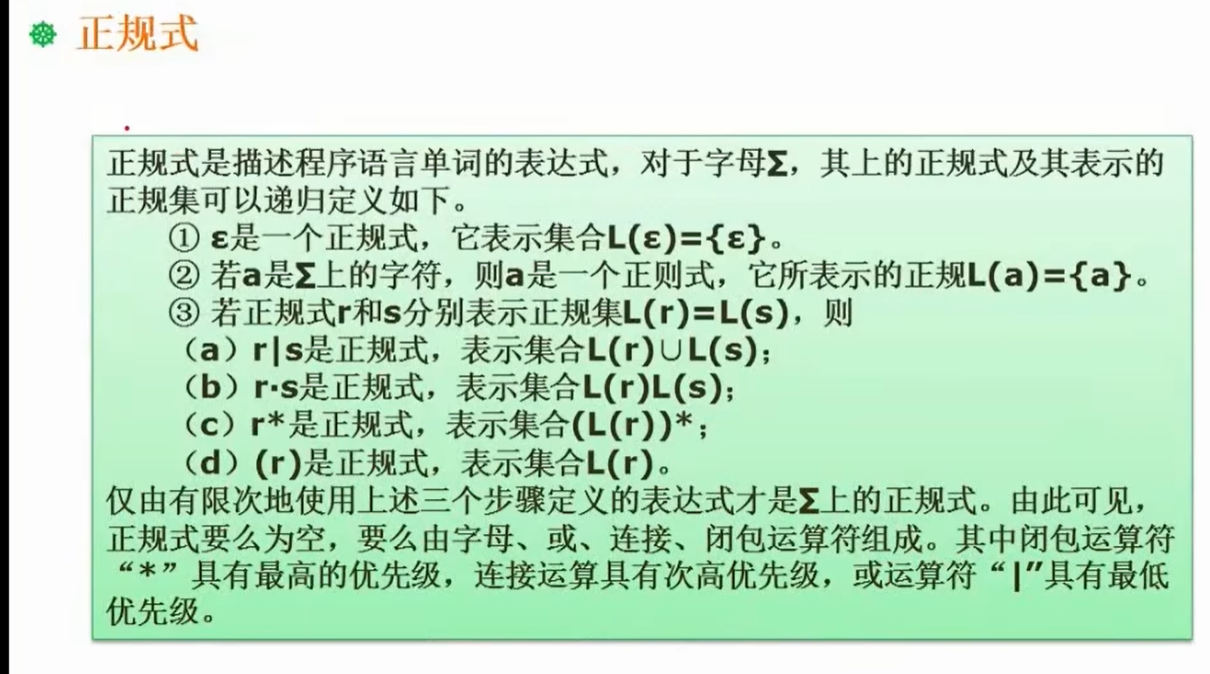 正规式
正规式是描述程序语言单词的表达式，对于字母Σ，其上的正规式及其表示的
正规集可以递归定义如下。
① ε是一个正规式，它表示集合L(ε)={ε}。
② 若a是Σ上的字符，则a是一个正则式，它所表示的正规L(a)={a}。
③ 若正规式r和s分别表示正规集L(r)=L(s)，则
（a）r|s是正规式，表示集合L(r)∪L(s)；
（b）r·s是正规式，表示集合L(r)L(s)；
（c）r*是正规式，表示集合(L(r))*；
（d）(r)是正规式，表示集合L(r)。
仅由有限次地使用上述三个步骤定义的表达式才是Σ上的正规式。由此可见，
正规式要么为空，要么由字母、或、连接、闭包运算符组成。其中闭包运算符
“*”具有最高的优先级，连接运算具有次高优先级，或运算符“|”具有最低
优先级。